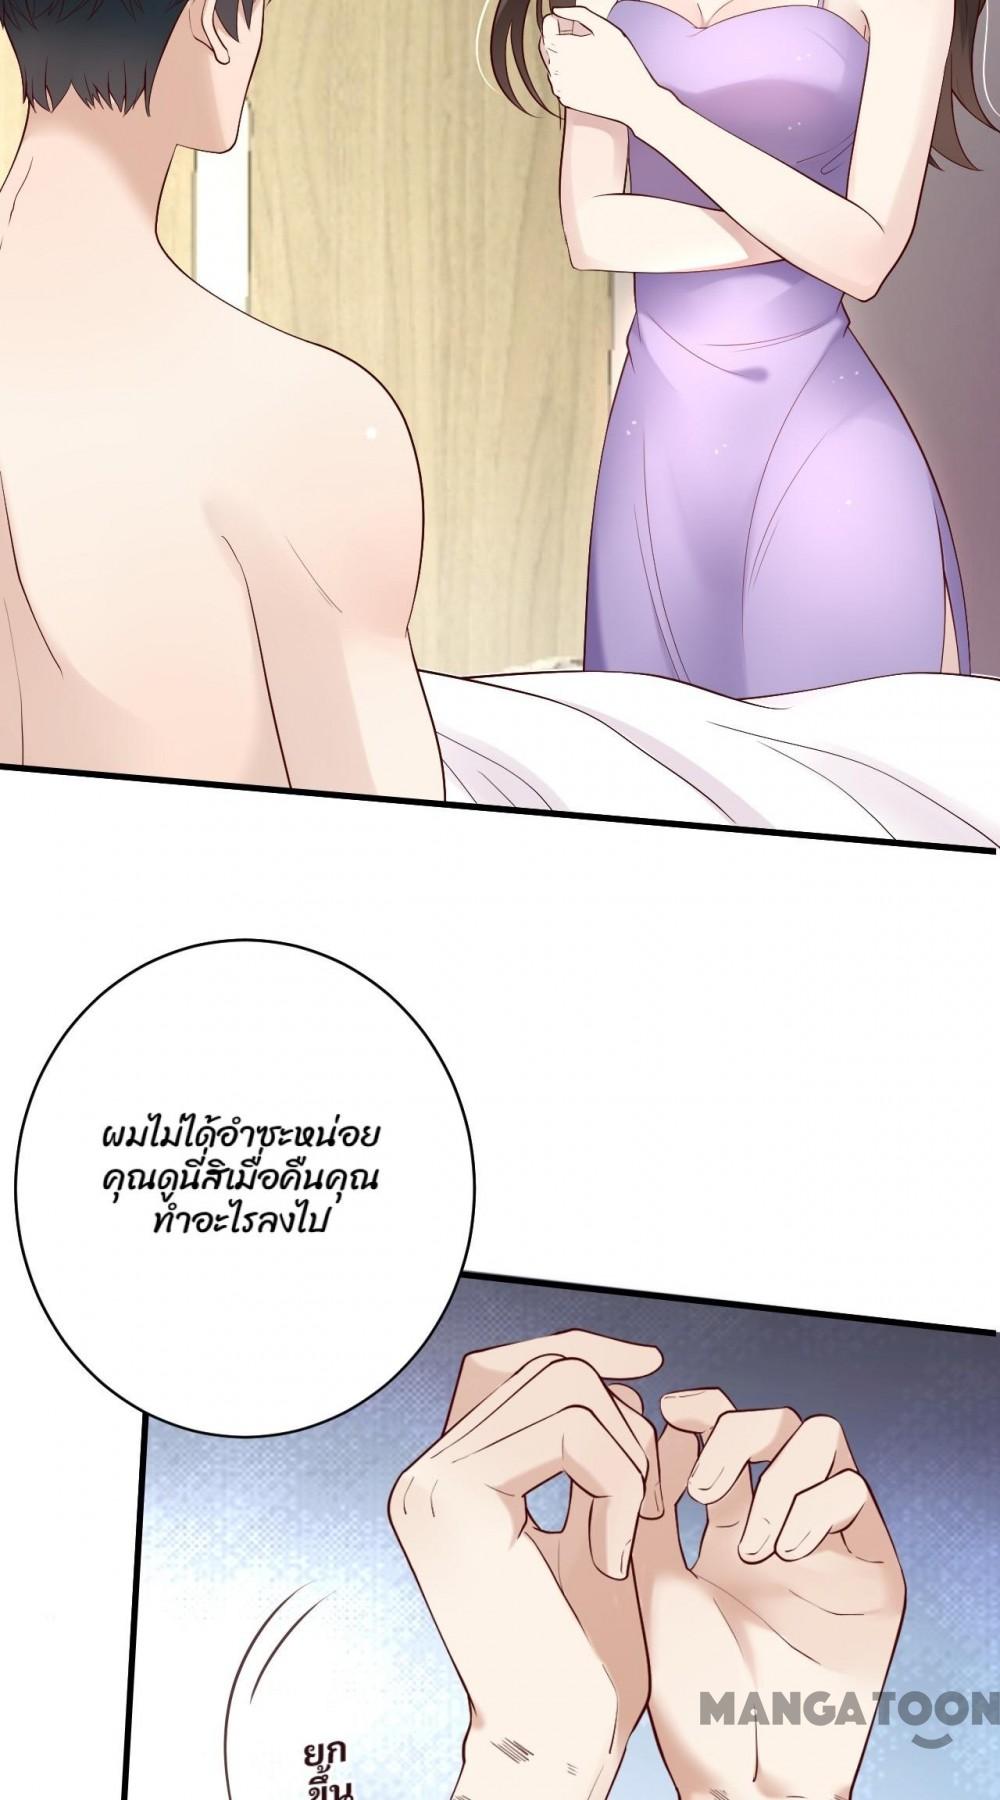 ผมไม่ได้อำซะหน่อย
คุณดูนี่สิเมื่อคืนคุณ
ทำอะไรลงไป
MANGATOON
ยก
ขึ้น